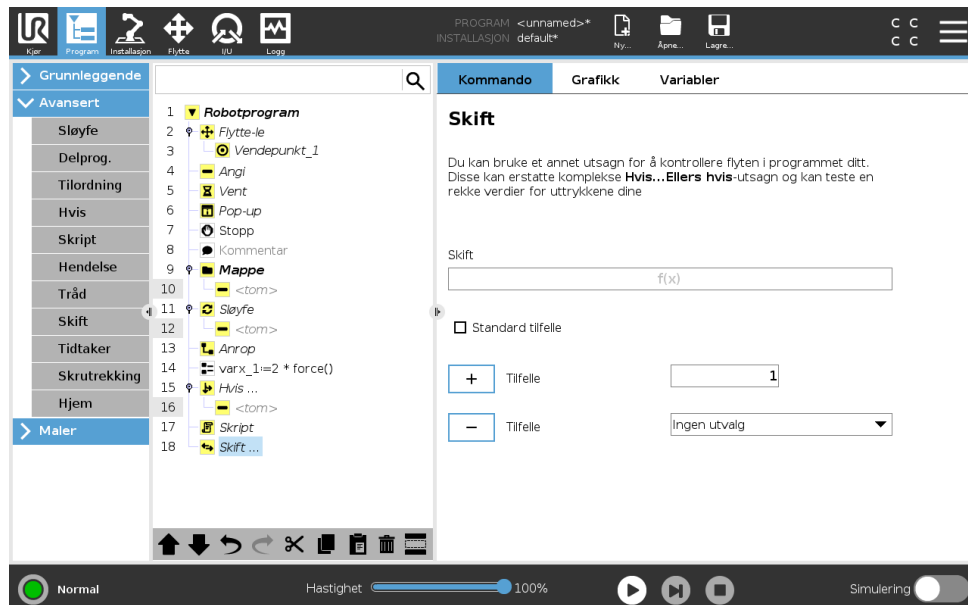 UR
PROGRAM <unnamed>*
INSTALLASJON default*
Kjør Program Installasjon Flytte I/U Logg
Ny... Åpne... Lagre...
C C
C C
Grunnleggende
Avansert
Sløyfe
Delprog.
Tilordning
Hvis
Skript
Hendelse
Tråd
Skift
Tidtaker
Skrutrekking
Hjem
Maler
1 Robotprogram
2 Flytte-le
3 Vendepunkt_1
4 Angi
5 Vent
6 Pop-up
7 Stopp
8 Kommentar
9 Mappe
10 <tom>
11 Sløyfe
12 <tom>
13 Anrop
14 varx_1:=2 * force()
15 Hvis ...
16 <tom>
17 Skript
18 Skift ...
Kommando Grafikk Variabler
Skift
Du kan bruke et annet utsagn for å kontrollere flyten i programmet ditt.
Disse kan erstatte komplekse Hvis...Ellers hvis-utsagn og kan teste en
rekke verdier for uttrykkene dine
Skift
f(x)
Standard tilfelle
+ Tilfelle 1
− Tilfelle Ingen utvalg
Normal
Hastighet 100%
Simulering